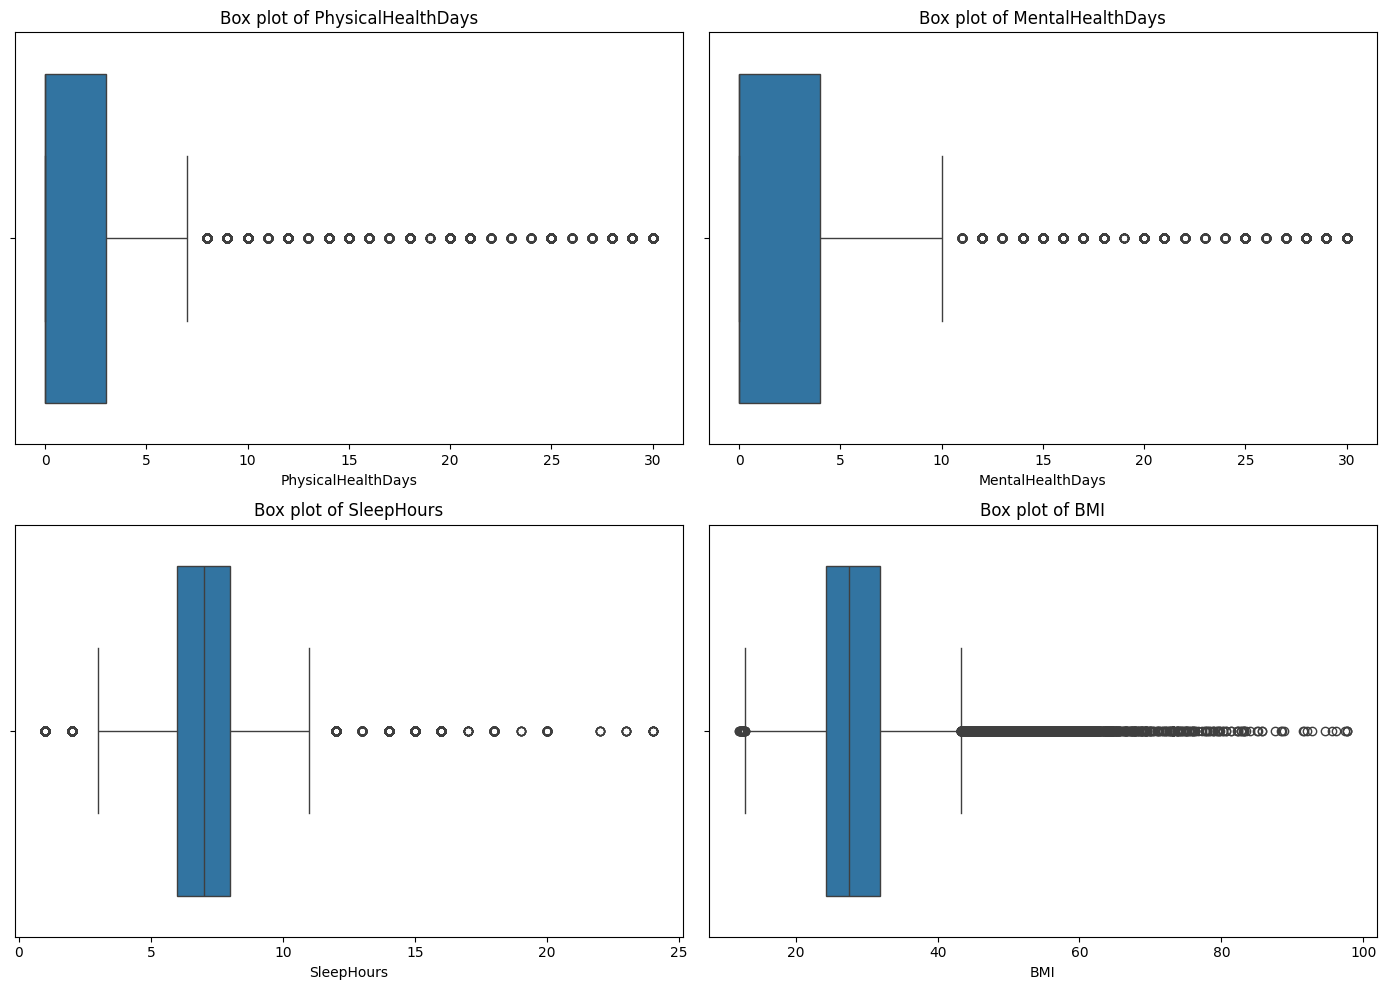 Box plot of PhysicalHealthDays
0 5 10 15 20 25 30
PhysicalHealthDays
Box plot of MentalHealthDays
0 5 10 15 20 25 30
MentalHealthDays
Box plot of SleepHours
0 5 10 15 20 25
SleepHours
Box plot of BMI
20 40 60 80 100
BMI